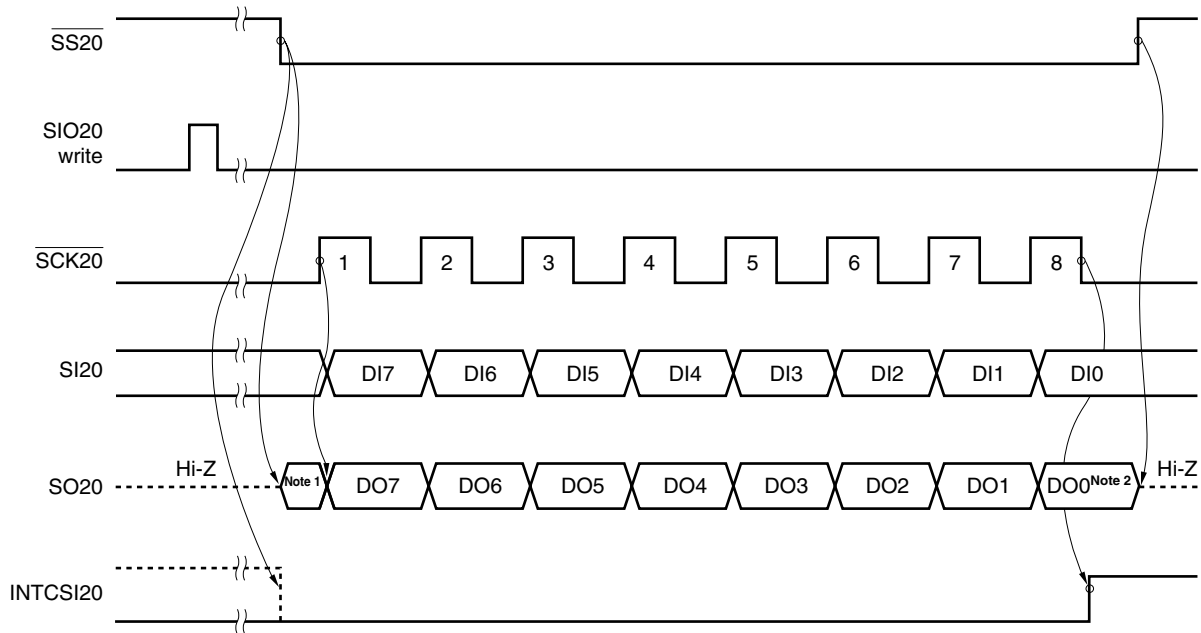 SS20
SIO20
write
SCK20
1 2 3 4 5 6 7 8
SI20
DI7 DI6 DI5 DI4 DI3 DI2 DI1 DI0
Hi-Z
Hi-Z
SO20
Note 1 DO7 DO6 DO5 DO4 DO3 DO2 DO1 DO0 Note 2
INTCSI20